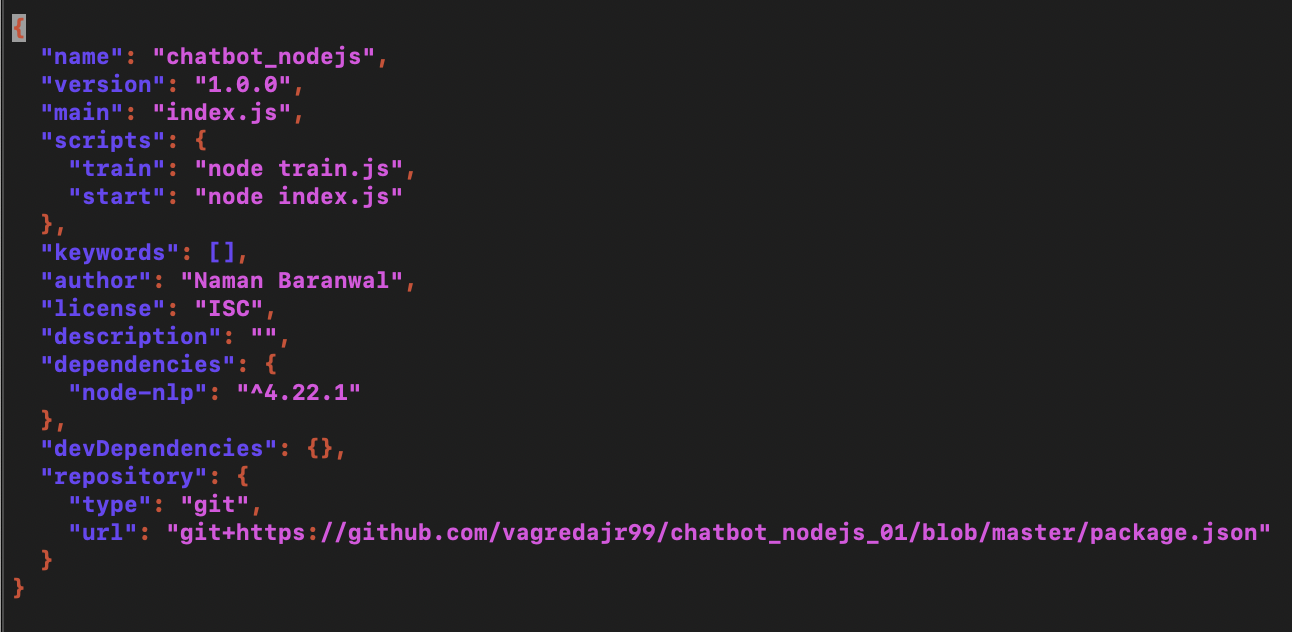 {
  "name": "chatbot_nodejs",
  "version": "1.0.0",
  "main": "index.js",
  "scripts": {
    "train": "node train.js",
    "start": "node index.js"
  },
  "keywords": [],
  "author": "Naman Baranwal",
  "license": "ISC",
  "description": "",
  "dependencies": {
    "node-nlp": "^4.22.1"
  },
  "devDependencies": {},
  "repository": {
    "type": "git",
    "url": "git+https://github.com/vagredajr99/chatbot_nodejs_01/blob/master/package.json"
  }
}